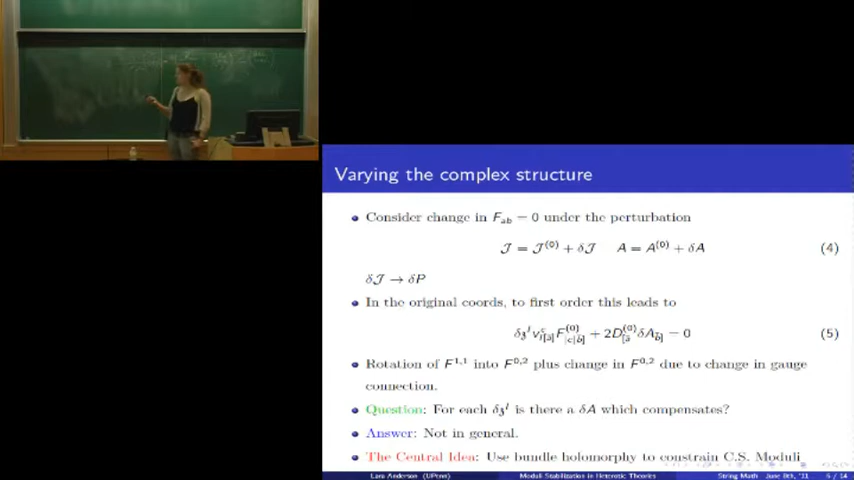 Varying the complex structure
Consider change in F_ab = 0 under the perturbation
𝒥 = 𝒥^(0) + δ𝒥 A = A^(0) + δA (4)
δ𝒥 → δP
In the original coords, to first order this leads to
δ𝔷^I v^c_{I[ā} F^(0)_{|c|b̄]} + 2D^(0)_{[ā} δA_{b̄]} = 0 (5)
Rotation of F^1,1 into F^0,2 plus change in F^0,2 due to change in gauge
connection.
Question: For each δ𝔷^I is there a δA which compensates?
Answer: Not in general.
The Central Idea: Use bundle holomorphy to constrain C.S. Moduli
Lara Anderson (UPenn) Moduli Stabilization in Heterotic Theories String Math June 8th, '11 5 / 14